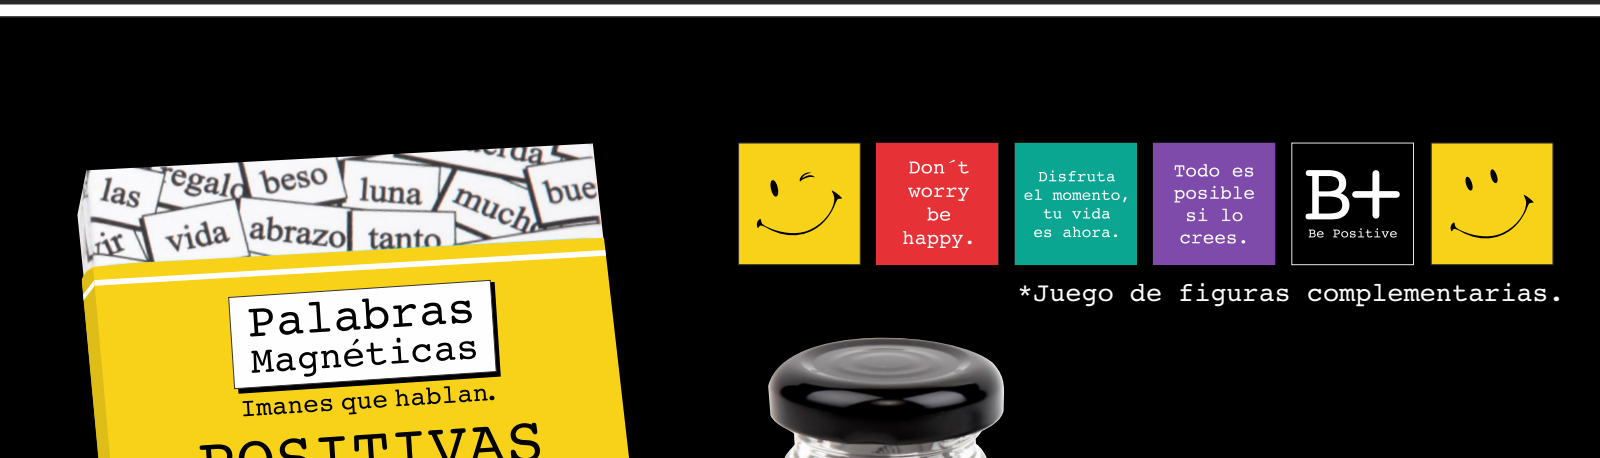 las regalo beso luna mucho bue
vida abrazo tanto
Palabras
Magnéticas
Imanes que hablan.
POSITIVAS
Don´t
worry
be
happy.
Disfruta
el momento,
tu vida
es ahora.
Todo es
posible
si lo
crees.
B+
Be Positive
*Juego de figuras complementarias.